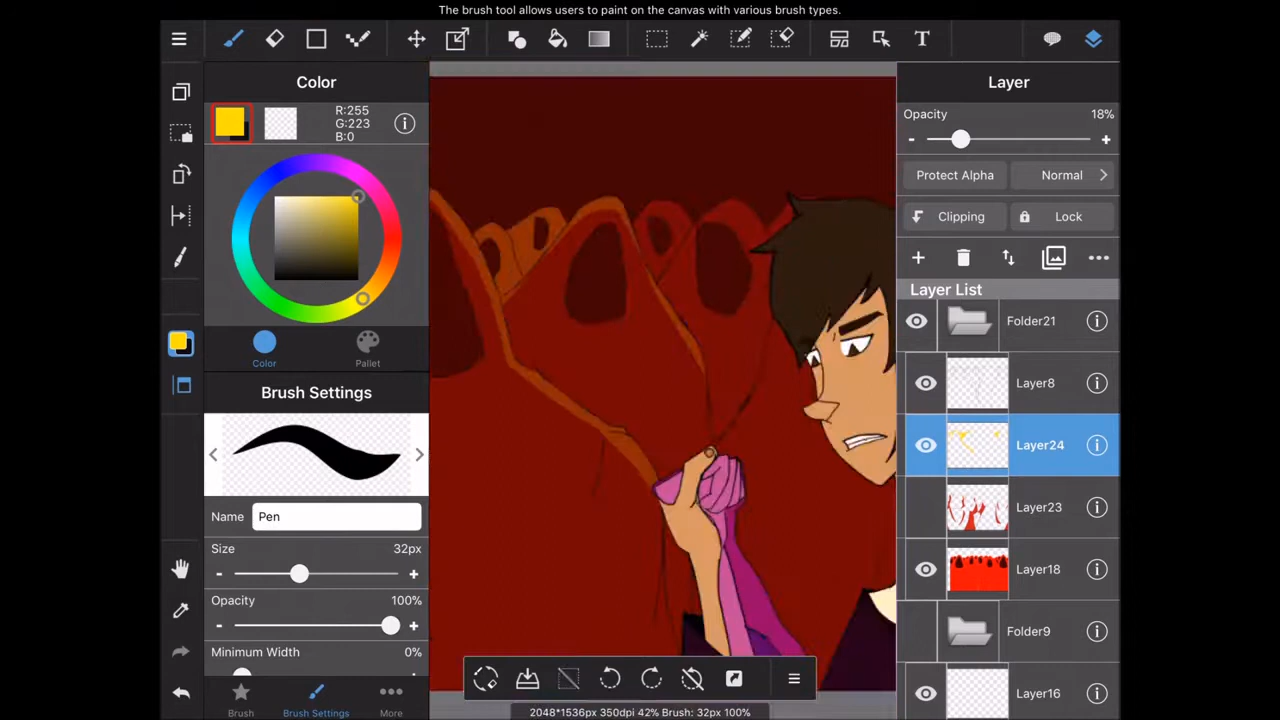 The brush tool allows users to paint on the canvas with various brush types.
T
Color
R:255
G:223
B:0
Color
Pallet
Brush Settings
Name
Pen
Size
32px
Opacity
100%
Minimum Width
0%
Brush
Brush Settings
More
2048*1536px 350dpi 42% Brush: 32px 100%
Layer
Opacity
18%
Protect Alpha
Normal
Clipping
Lock
Layer List
Folder21
Layer8
Layer24
Layer23
Layer18
Folder9
Layer16